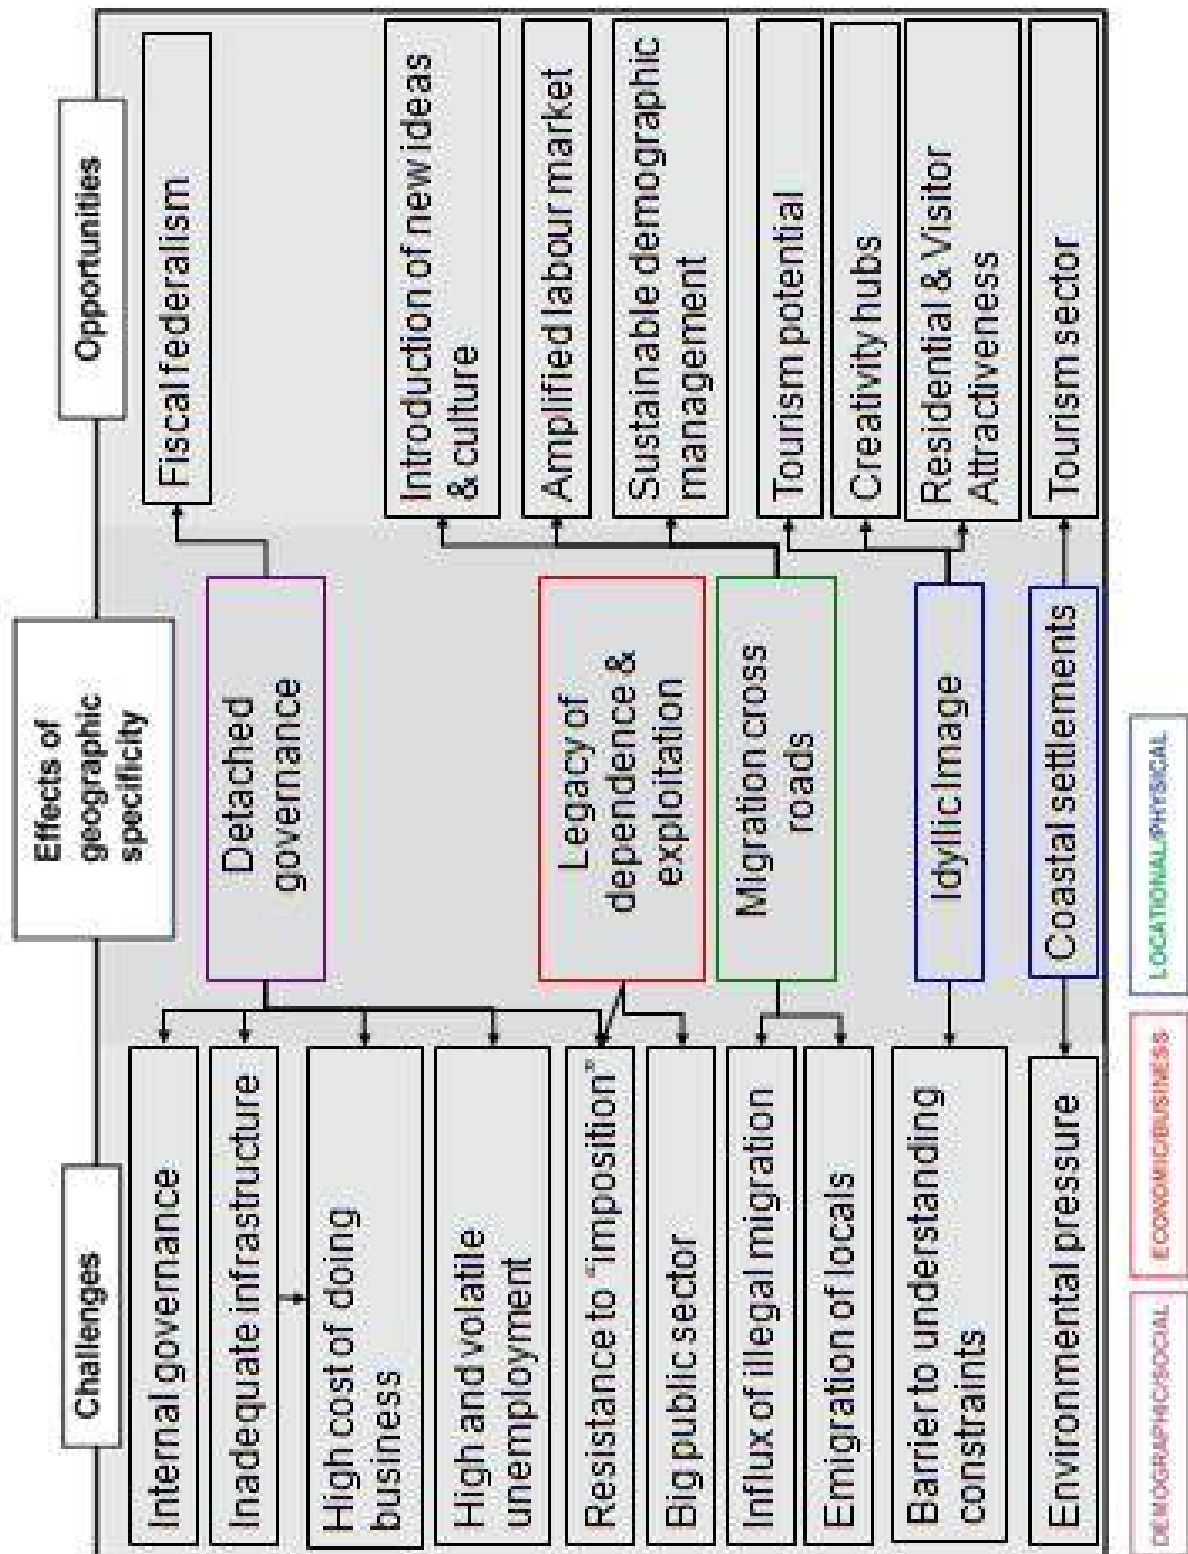 Challenges
Effects of
geographic
specificity
Opportunities
Internal governance
Inadequate infrastructure
High cost of doing
business
High and volatile
unemployment
Resistance to "imposition"
Big public sector
Influx of illegal migration
Emigration of locals
Barrier to understanding
constraints
Environmental pressure
Detached
governance
Legacy of
dependence &
exploitation
Migration cross
roads
Idyllic Image
Coastal settlements
Fiscal federalism
Introduction of new ideas
& culture
Amplified labour market
Sustainable demographic
management
Tourism potential
Creativity hubs
Residential & Visitor
Attractiveness
Tourism sector
DEMOGRAPHIC/SOCIAL
ECONOMIC/BUSINESS
LOCATIONAL/PHYSICAL